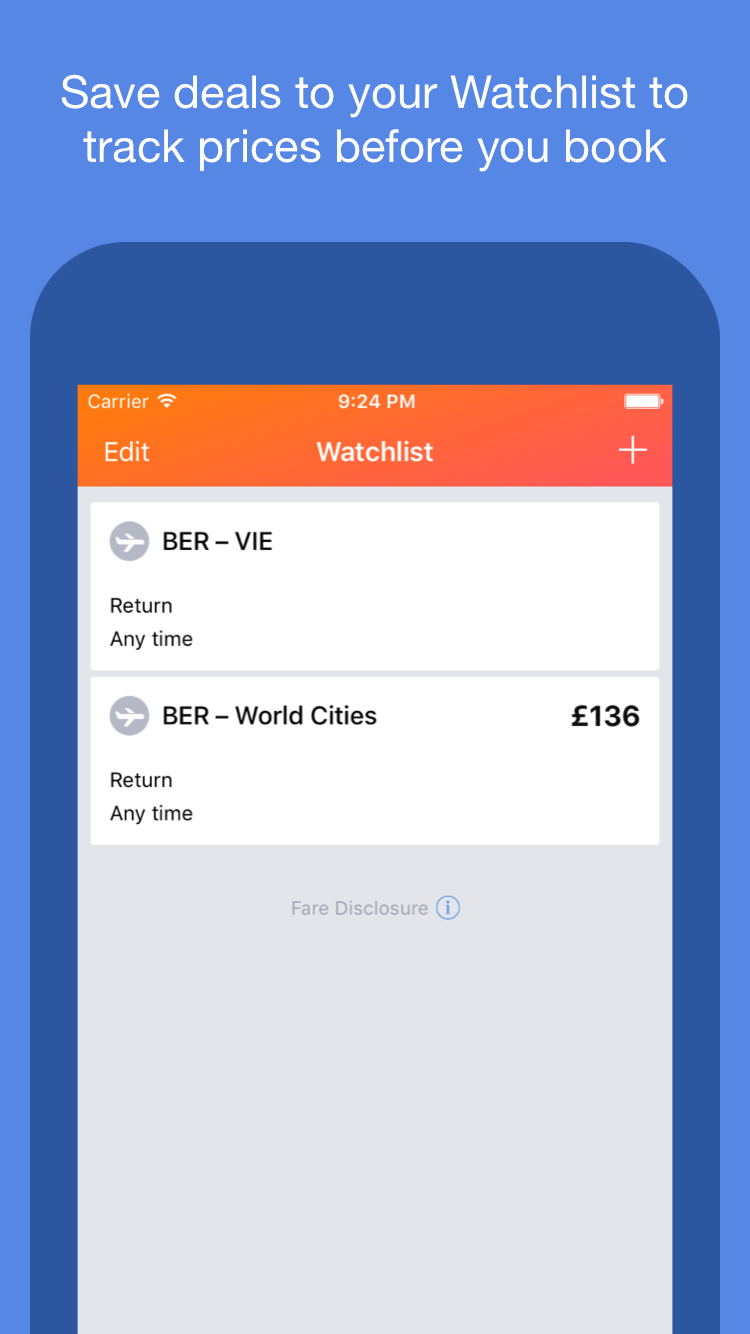 Save deals to your Watchlist to
track prices before you book
Carrier 9:24 PM
Edit Watchlist +
BER – VIE
Return
Any time
BER – World Cities £136
Return
Any time
Fare Disclosure i